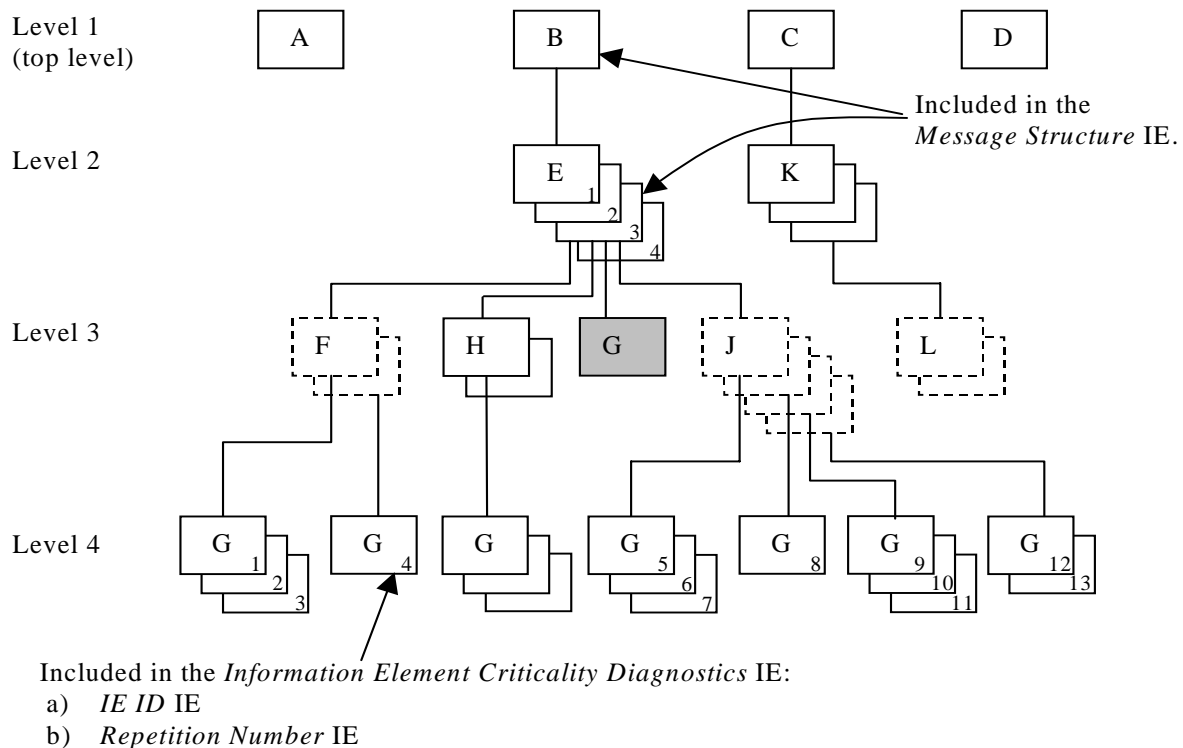 Level 1
(top level)
A
B
C
D
Included in the
Message Structure IE.
Level 2
E
1
2
3
4
K
Level 3
F
H
G
J
L
Level 4
G
1
2
3
G
4
G
G
5
6
7
G
8
G
9
10
11
G
12
13
Included in the Information Element Criticality Diagnostics IE:
a) IE ID IE
b) Repetition Number IE